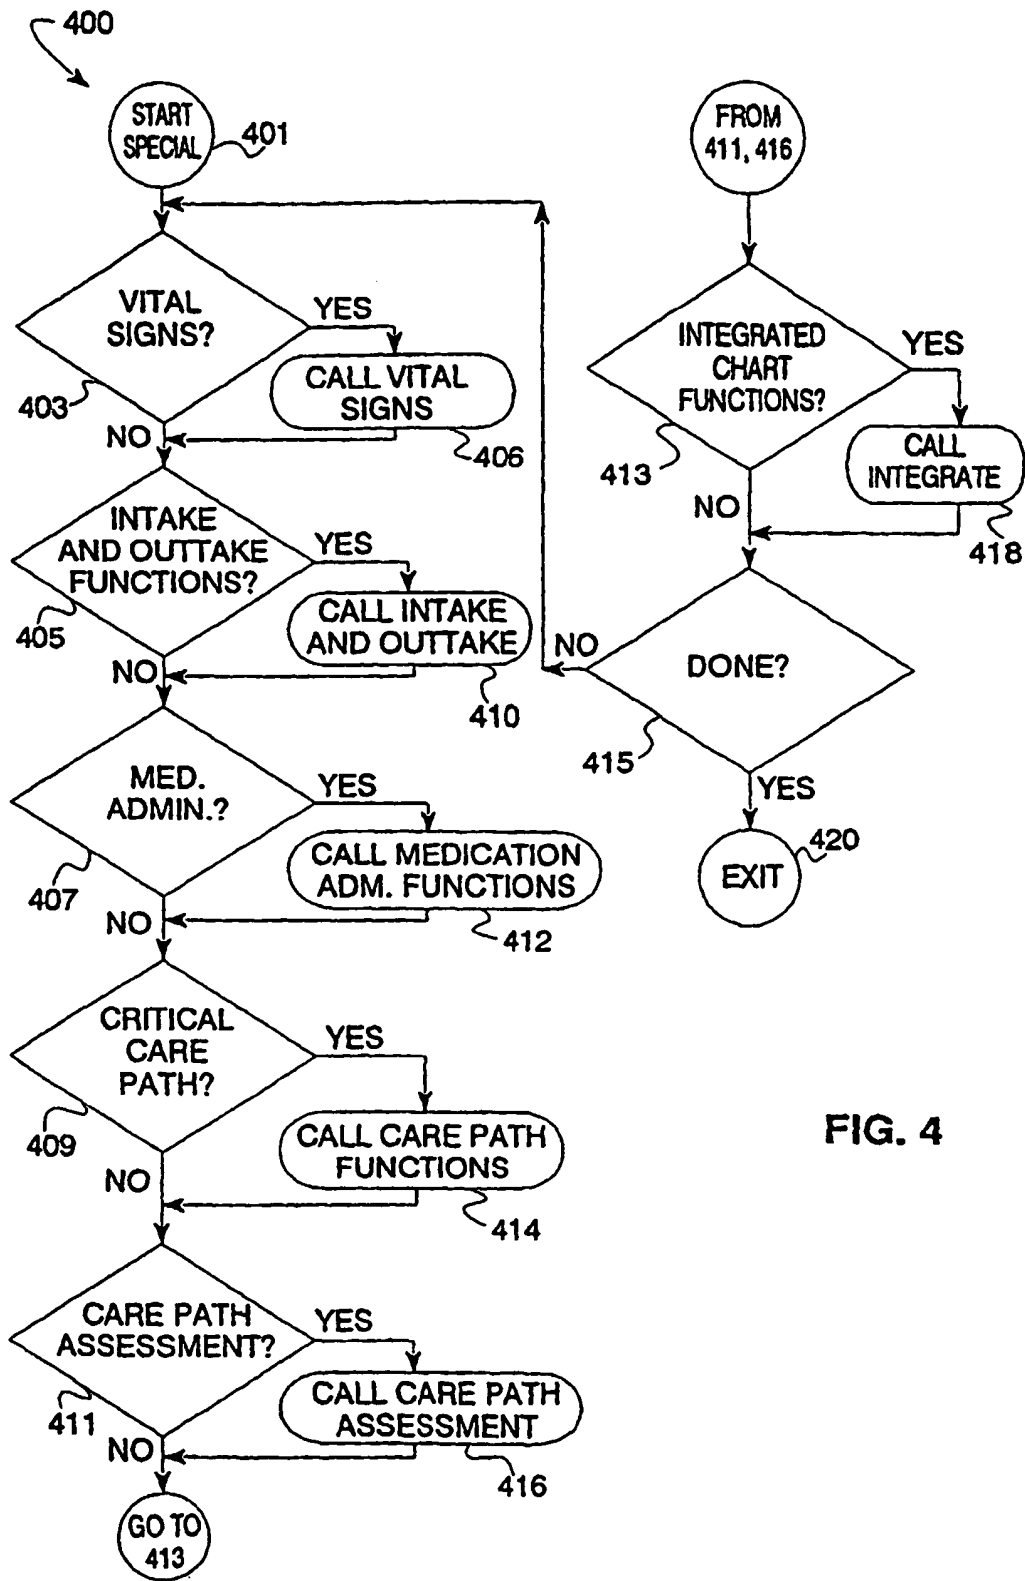 400
START
SPECIAL
401
VITAL
SIGNS?
YES
403
CALL VITAL
SIGNS
406
NO
INTAKE
AND OUTTAKE
FUNCTIONS?
YES
405
CALL INTAKE
AND OUTTAKE
410
NO
MED.
ADMIN.?
YES
407
CALL MEDICATION
ADM. FUNCTIONS
412
NO
CRITICAL
CARE
PATH?
YES
409
CALL CARE PATH
FUNCTIONS
414
NO
CARE PATH
ASSESSMENT?
YES
411
CALL CARE PATH
ASSESSMENT
416
NO
GO TO
413
FROM
411, 416
INTEGRATED
CHART
FUNCTIONS?
YES
413
CALL
INTEGRATE
418
NO
DONE?
NO
415
YES
EXIT
420
FIG. 4